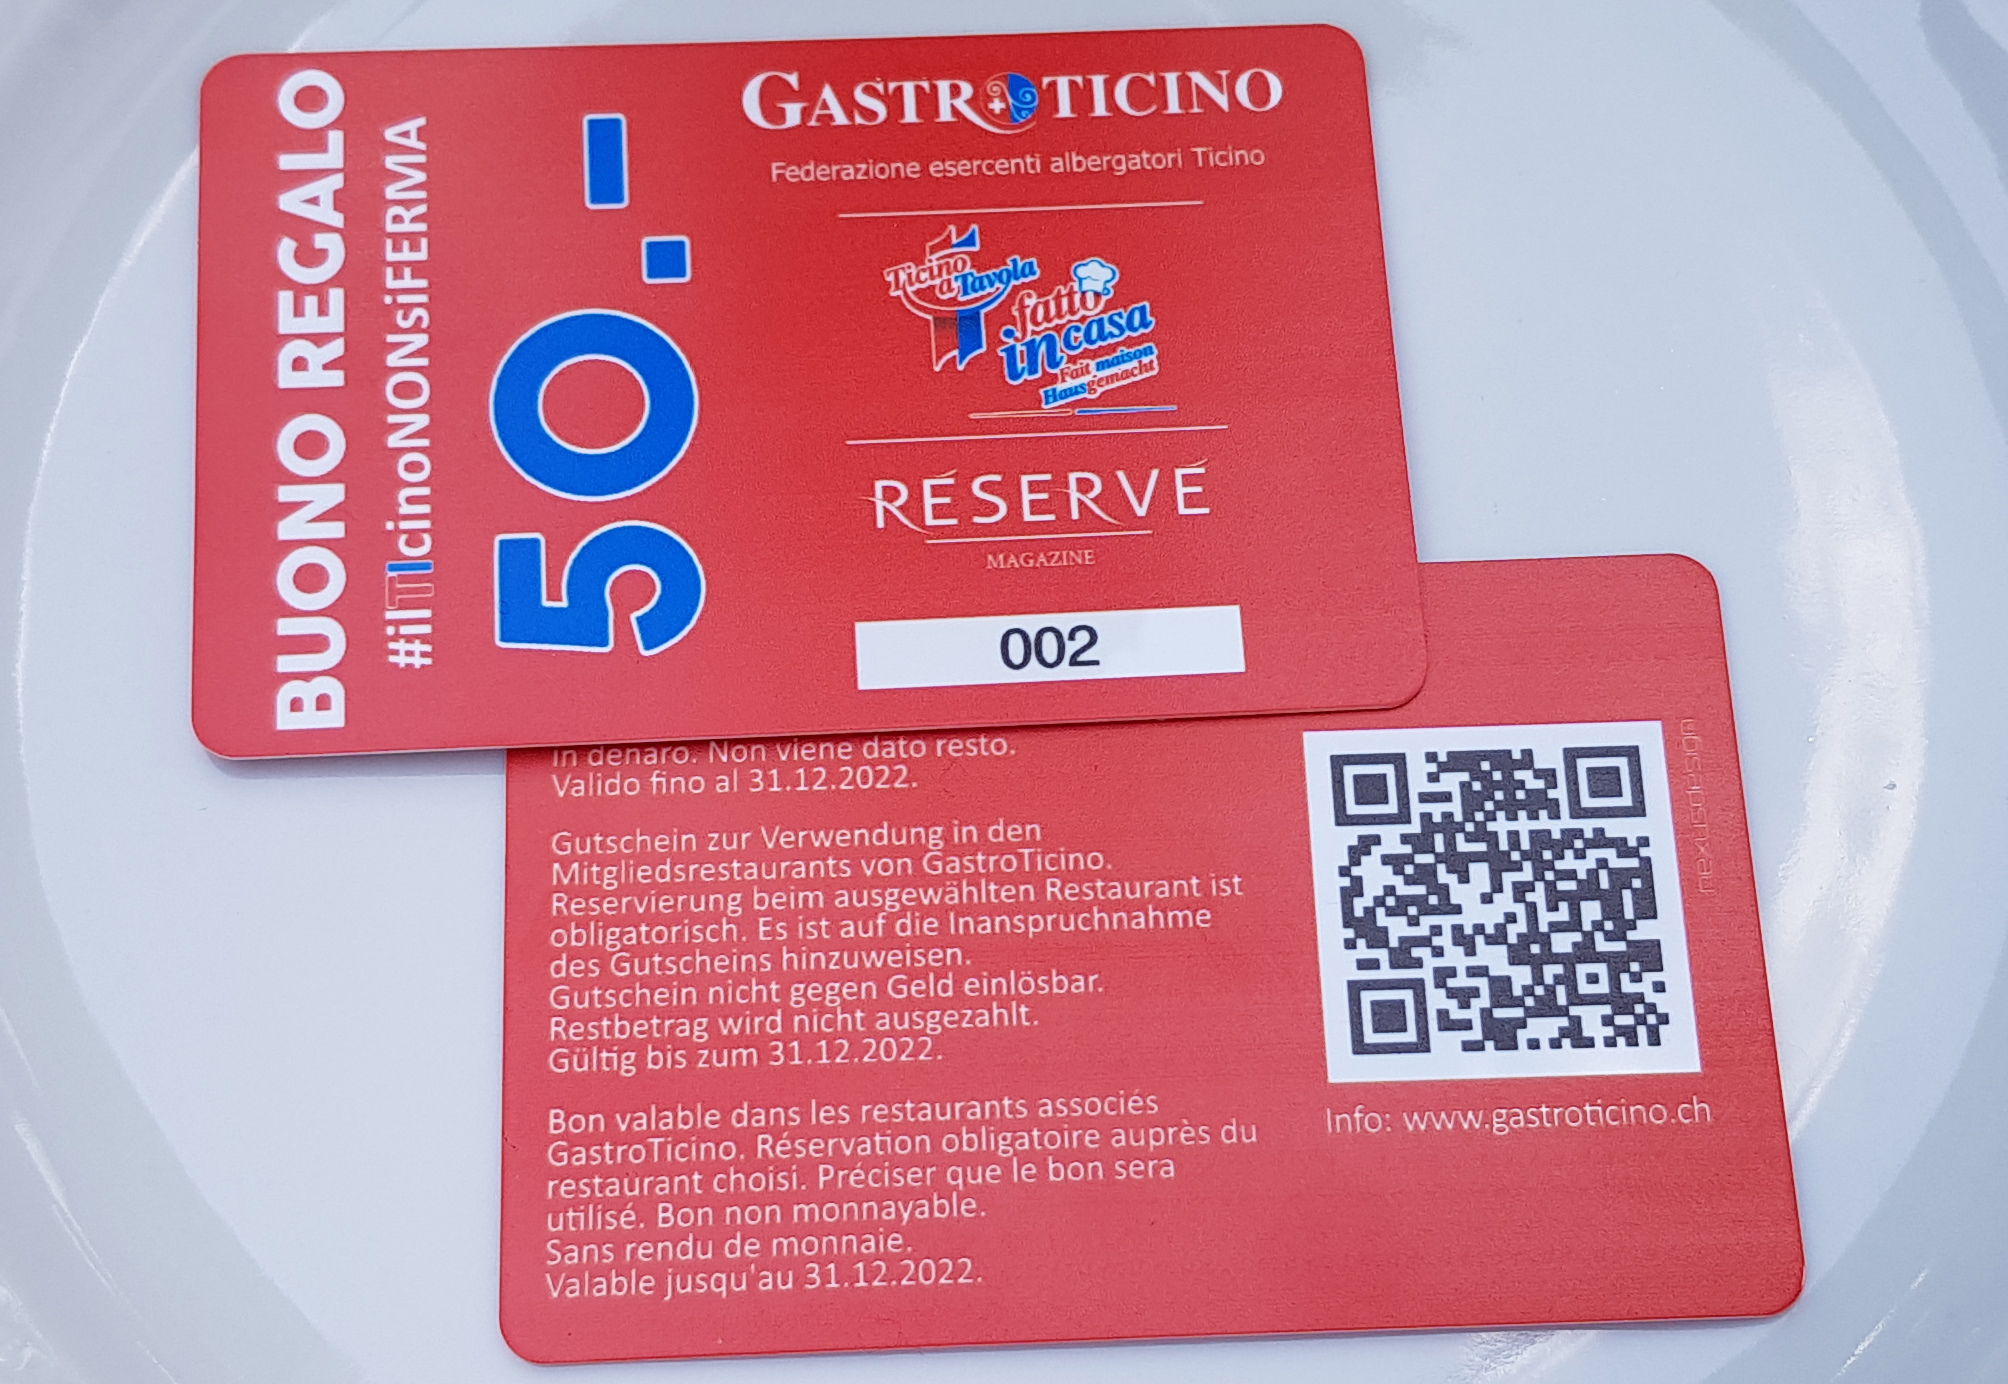 BUONO REGALO
#ilTIcinoNONsiFERMA
50.-
GASTROTICINO
Federazione esercenti albergatori Ticino
Ticino
a Tavola
fatto
in casa
Fait maison
Hausgemacht
RÉSERVÉ
MAGAZINE
002
in denaro. Non viene dato resto.
Valido fino al 31.12.2022.
Gutschein zur Verwendung in den
Mitgliedsrestaurants von GastroTicino.
Reservierung beim ausgewählten Restaurant ist
obligatorisch. Es ist auf die Inanspruchnahme
des Gutscheins hinzuweisen.
Gutschein nicht gegen Geld einlösbar.
Restbetrag wird nicht ausgezahlt.
Gültig bis zum 31.12.2022.
Bon valable dans les restaurants associés
GastroTicino. Réservation obligatoire auprès du
restaurant choisi. Préciser que le bon sera
utilisé. Bon non monnayable.
Sans rendu de monnaie.
Valable jusqu'au 31.12.2022.
rexusdesign
Info: www.gastroticino.ch